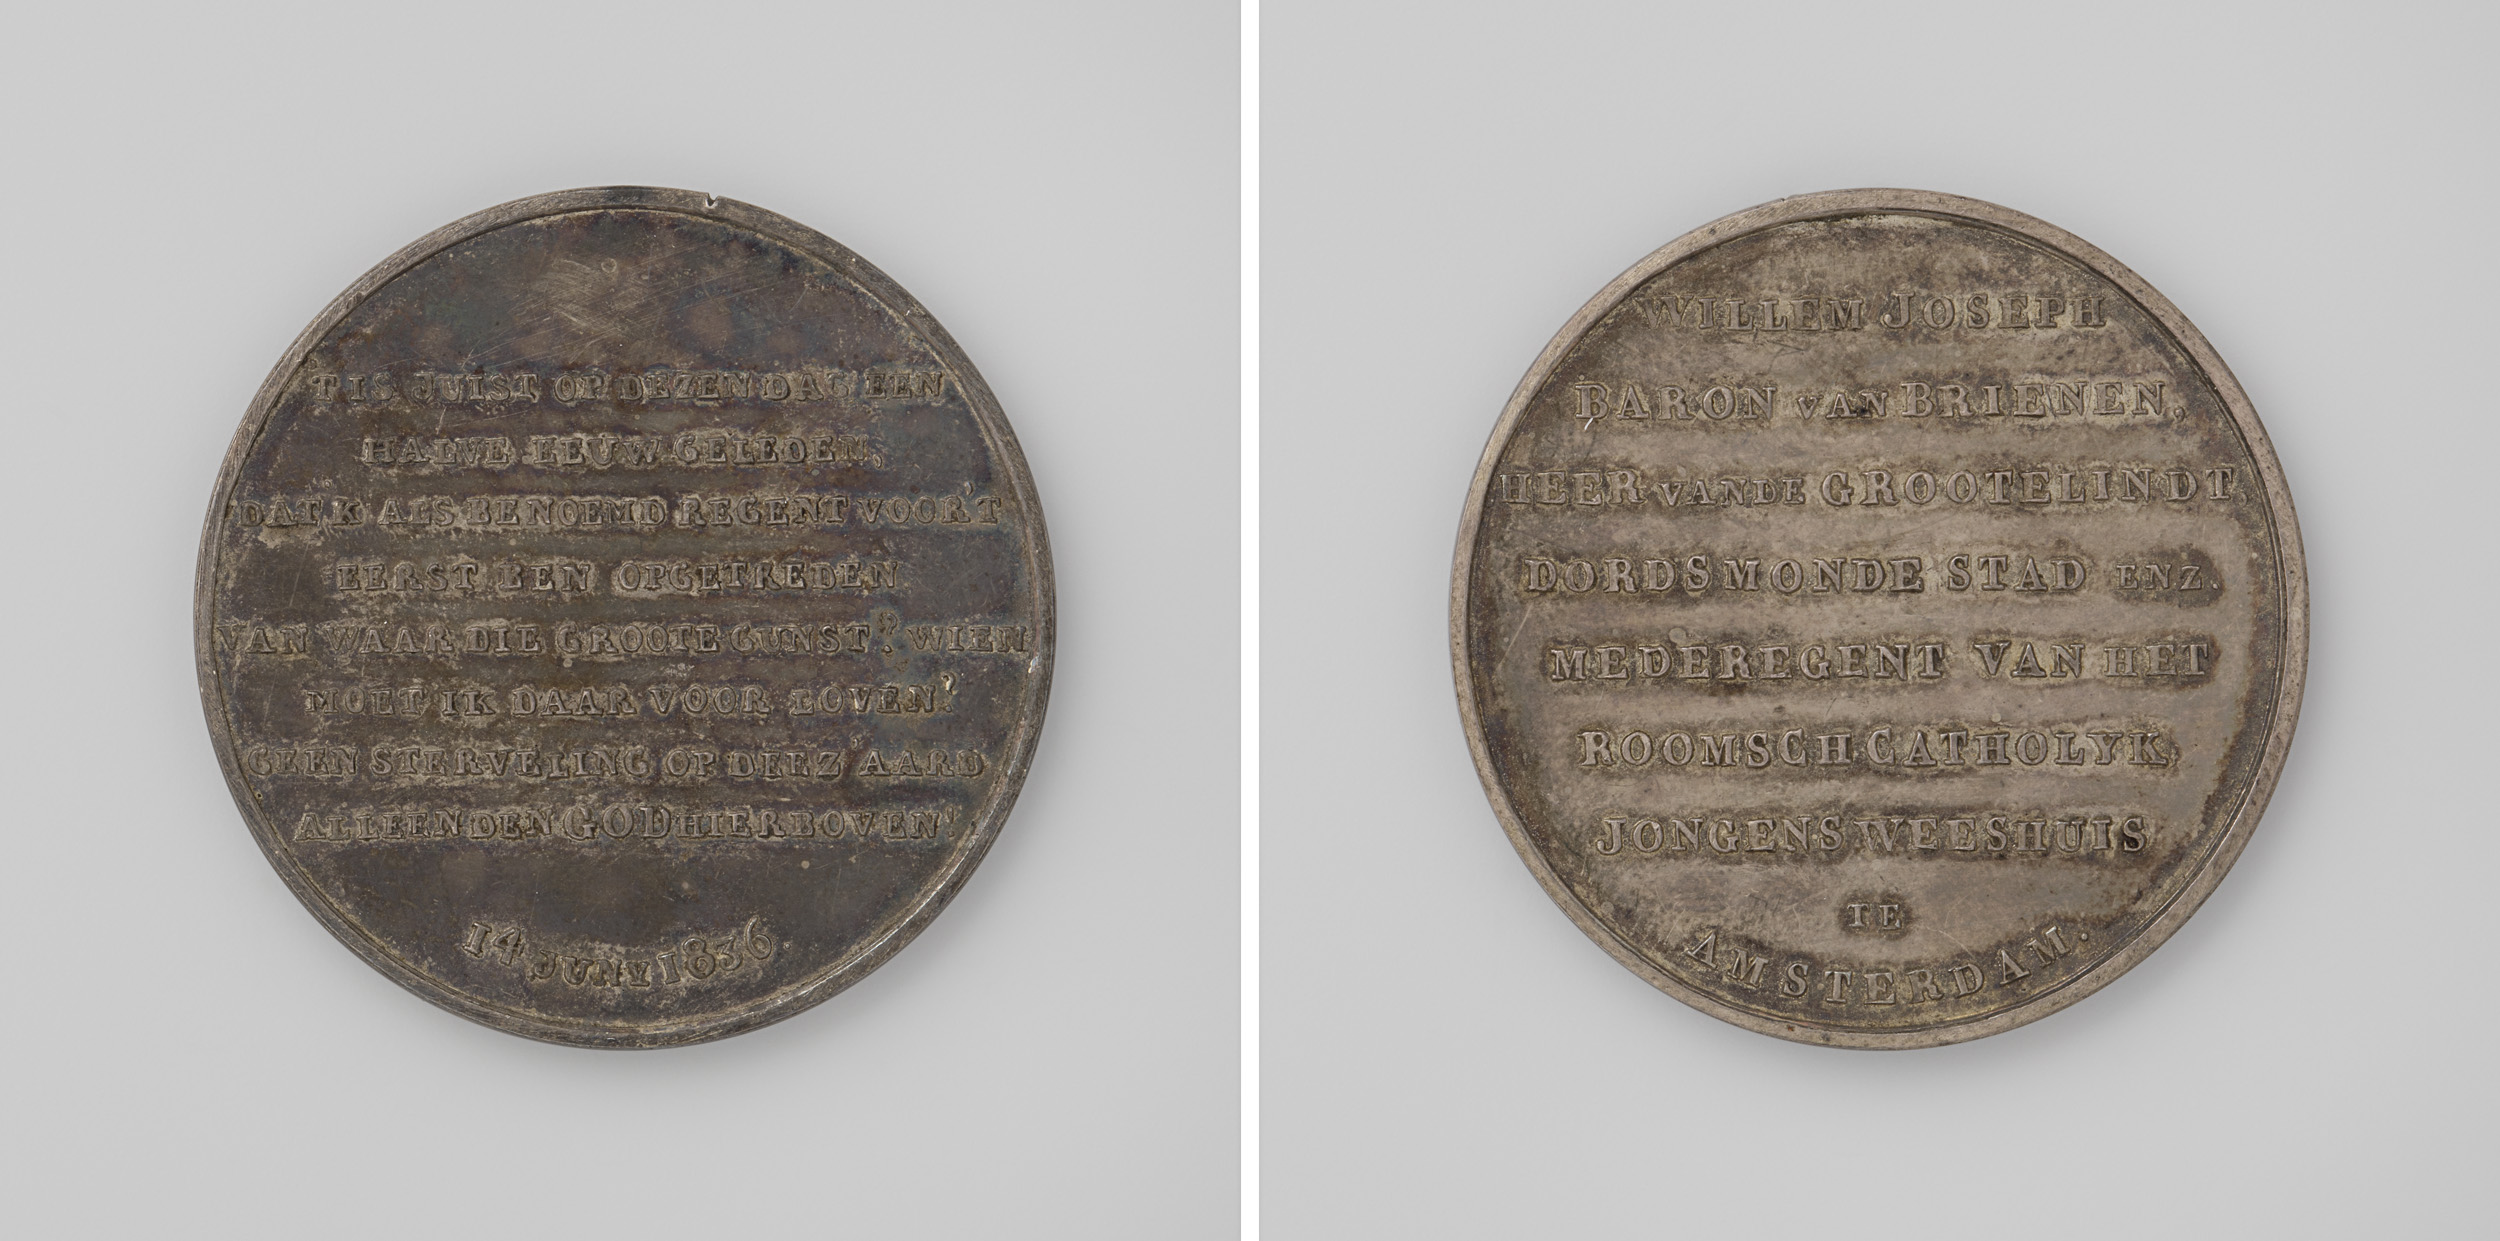 'T IS JUIST OP DEZEN DAG EEN
HALVE EEUW GELEDEN,
DAT K ALS BENOEMD REGENT VOOR'T
EERST BEN OPGETREDEN
VAN WAAR DIE GROOTE GUNST? WIEN
MOET IK DAAR VOOR LOVEN?
GEEN STERVELING OP DEEZ' AARD
ALLEEN DEN GOD HIER BOVEN!
14 JUNY 1836.
WILLEM JOSEPH
BARON VAN BRIENEN,
HEER VAN DE GROOTELINDT,
DORDSMONDE STAD ENZ.
MEDEREGENT VAN HET
ROOMSCH CATHOLYK,
JONGENS WEESHUIS
TE
AMSTERDAM.